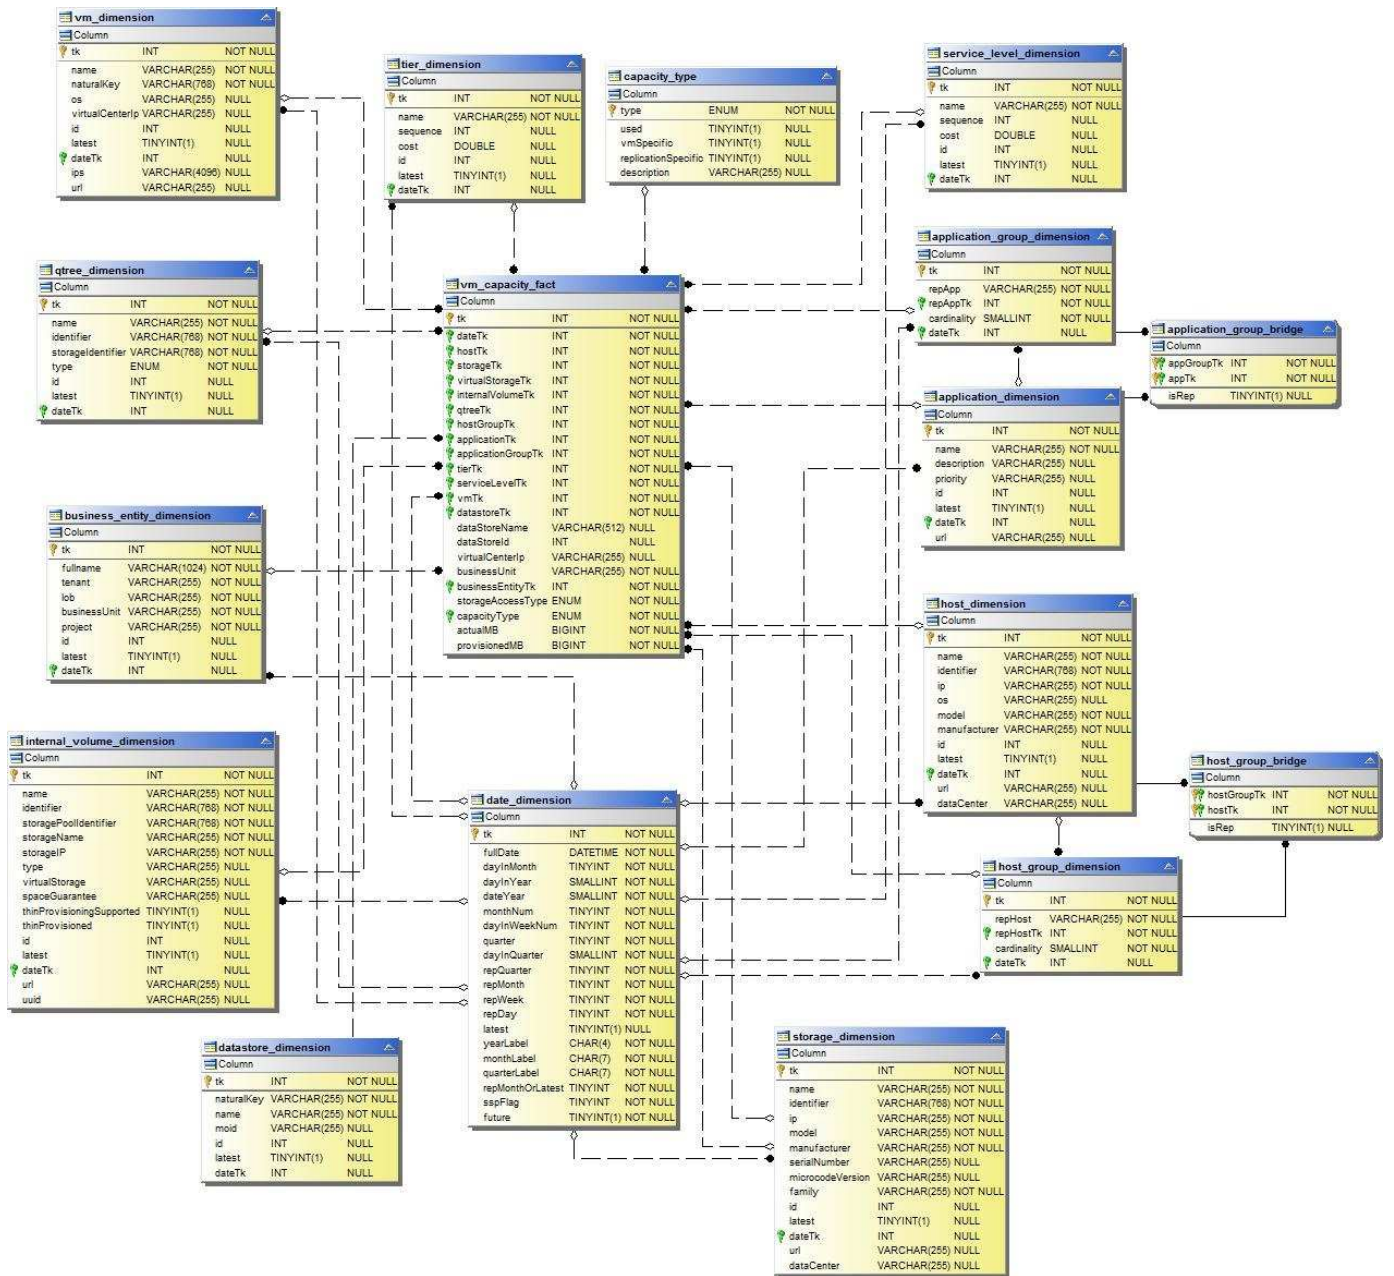 vm_dimension
Column
tk INT NOT NULL
name VARCHAR(255) NOT NULL
naturalKey VARCHAR(768) NOT NULL
os VARCHAR(255) NULL
virtualCenterIp VARCHAR(255) NULL
id INT NULL
latest TINYINT(1) NULL
dateTk INT NULL
ips VARCHAR(4096) NULL
url VARCHAR(255) NULL
tier_dimension
Column
tk INT NOT NULL
name VARCHAR(255) NOT NULL
sequence INT NULL
cost DOUBLE NULL
id INT NULL
latest TINYINT(1) NULL
dateTk INT NULL
capacity_type
Column
type ENUM NOT NULL
used TINYINT(1) NULL
vmSpecific TINYINT(1) NULL
replicationSpecific TINYINT(1) NULL
description VARCHAR(255) NULL
service_level_dimension
Column
tk INT NOT NULL
name VARCHAR(255) NOT NULL
sequence INT NULL
cost DOUBLE NULL
id INT NULL
latest TINYINT(1) NULL
dateTk INT NULL
qtree_dimension
Column
tk INT NOT NULL
name VARCHAR(255) NOT NULL
identifier VARCHAR(768) NOT NULL
storageIdentifier VARCHAR(768) NOT NULL
type ENUM NOT NULL
id INT NULL
latest TINYINT(1) NULL
dateTk INT NULL
vm_capacity_fact
Column
tk INT NOT NULL
dateTk INT NOT NULL
hostTk INT NOT NULL
storageTk INT NOT NULL
virtualStorageTk INT NOT NULL
internalVolumeTk INT NOT NULL
qtreeTk INT NOT NULL
hostGroupTk INT NOT NULL
applicationTk INT NOT NULL
applicationGroupTk INT NOT NULL
tierTk INT NOT NULL
serviceLevelTk INT NOT NULL
vmTk INT NOT NULL
datastoreTk INT NOT NULL
dataStoreName VARCHAR(512) NULL
dataStoreId INT NULL
virtualCenterIp VARCHAR(255) NULL
businessUnit VARCHAR(255) NOT NULL
businessEntityTk INT NOT NULL
storageAccessType ENUM NOT NULL
capacityType ENUM NOT NULL
actualMB BIGINT NOT NULL
provisionedMB BIGINT NOT NULL
application_group_dimension
Column
tk INT NOT NULL
repApp VARCHAR(255) NOT NULL
repAppTk INT NOT NULL
cardinality SMALLINT NOT NULL
dateTk INT NULL
application_group_bridge
Column
appGroupTk INT NOT NULL
appTk INT NOT NULL
isRep TINYINT(1) NULL
application_dimension
Column
tk INT NOT NULL
name VARCHAR(255) NOT NULL
description VARCHAR(255) NULL
priority VARCHAR(255) NULL
id INT NULL
latest TINYINT(1) NULL
dateTk INT NULL
url VARCHAR(255) NULL
business_entity_dimension
Column
tk INT NOT NULL
fullname VARCHAR(1024) NOT NULL
tenant VARCHAR(255) NOT NULL
lob VARCHAR(255) NOT NULL
businessUnit VARCHAR(255) NOT NULL
project VARCHAR(255) NOT NULL
id INT NULL
latest TINYINT(1) NULL
dateTk INT NULL
host_dimension
Column
tk INT NOT NULL
name VARCHAR(255) NOT NULL
identifier VARCHAR(768) NOT NULL
ip VARCHAR(255) NOT NULL
os VARCHAR(255) NULL
model VARCHAR(255) NOT NULL
manufacturer VARCHAR(255) NOT NULL
id INT NULL
latest TINYINT(1) NULL
dateTk INT NULL
url VARCHAR(255) NULL
dataCenter VARCHAR(255) NULL
internal_volume_dimension
Column
tk INT NOT NULL
name VARCHAR(255) NOT NULL
identifier VARCHAR(768) NOT NULL
storagePoolIdentifier VARCHAR(768) NOT NULL
storageName VARCHAR(255) NOT NULL
storageIP VARCHAR(255) NOT NULL
type VARCHAR(255) NULL
virtualStorage VARCHAR(255) NULL
spaceGuarantee VARCHAR(255) NULL
thinProvisioningSupported TINYINT(1) NULL
thinProvisioned TINYINT(1) NULL
id INT NULL
latest TINYINT(1) NULL
dateTk INT NULL
url VARCHAR(255) NULL
uuid VARCHAR(255) NULL
date_dimension
Column
tk INT NOT NULL
fullDate DATETIME NOT NULL
dayInMonth TINYINT NOT NULL
dayInYear SMALLINT NOT NULL
dateYear SMALLINT NOT NULL
monthNum TINYINT NOT NULL
dayInWeekNum TINYINT NOT NULL
quarter TINYINT NOT NULL
dayInQuarter SMALLINT NOT NULL
repQuarter TINYINT NOT NULL
repMonth TINYINT NOT NULL
repWeek TINYINT NOT NULL
repDay TINYINT NOT NULL
latest TINYINT(1) NULL
yearLabel CHAR(4) NOT NULL
monthLabel CHAR(7) NOT NULL
quarterLabel CHAR(7) NOT NULL
repMonthOrLatest TINYINT NOT NULL
sspFlag TINYINT NOT NULL
future TINYINT(1) NOT NULL
host_group_bridge
Column
hostGroupTk INT NOT NULL
hostTk INT NOT NULL
isRep TINYINT(1) NULL
host_group_dimension
Column
tk INT NOT NULL
repHost VARCHAR(255) NOT NULL
repHostTk INT NOT NULL
cardinality SMALLINT NOT NULL
dateTk INT NULL
datastore_dimension
Column
tk INT NOT NULL
naturalKey VARCHAR(255) NOT NULL
name VARCHAR(255) NOT NULL
moid VARCHAR(255) NULL
id INT NULL
latest TINYINT(1) NULL
dateTk INT NULL
storage_dimension
Column
tk INT NOT NULL
name VARCHAR(255) NOT NULL
identifier VARCHAR(768) NOT NULL
ip VARCHAR(255) NOT NULL
model VARCHAR(255) NOT NULL
manufacturer VARCHAR(255) NOT NULL
serialNumber VARCHAR(255) NULL
microcodeVersion VARCHAR(255) NULL
family VARCHAR(255) NOT NULL
id INT NULL
latest TINYINT(1) NULL
dateTk INT NULL
url VARCHAR(255) NULL
dataCenter VARCHAR(255) NULL